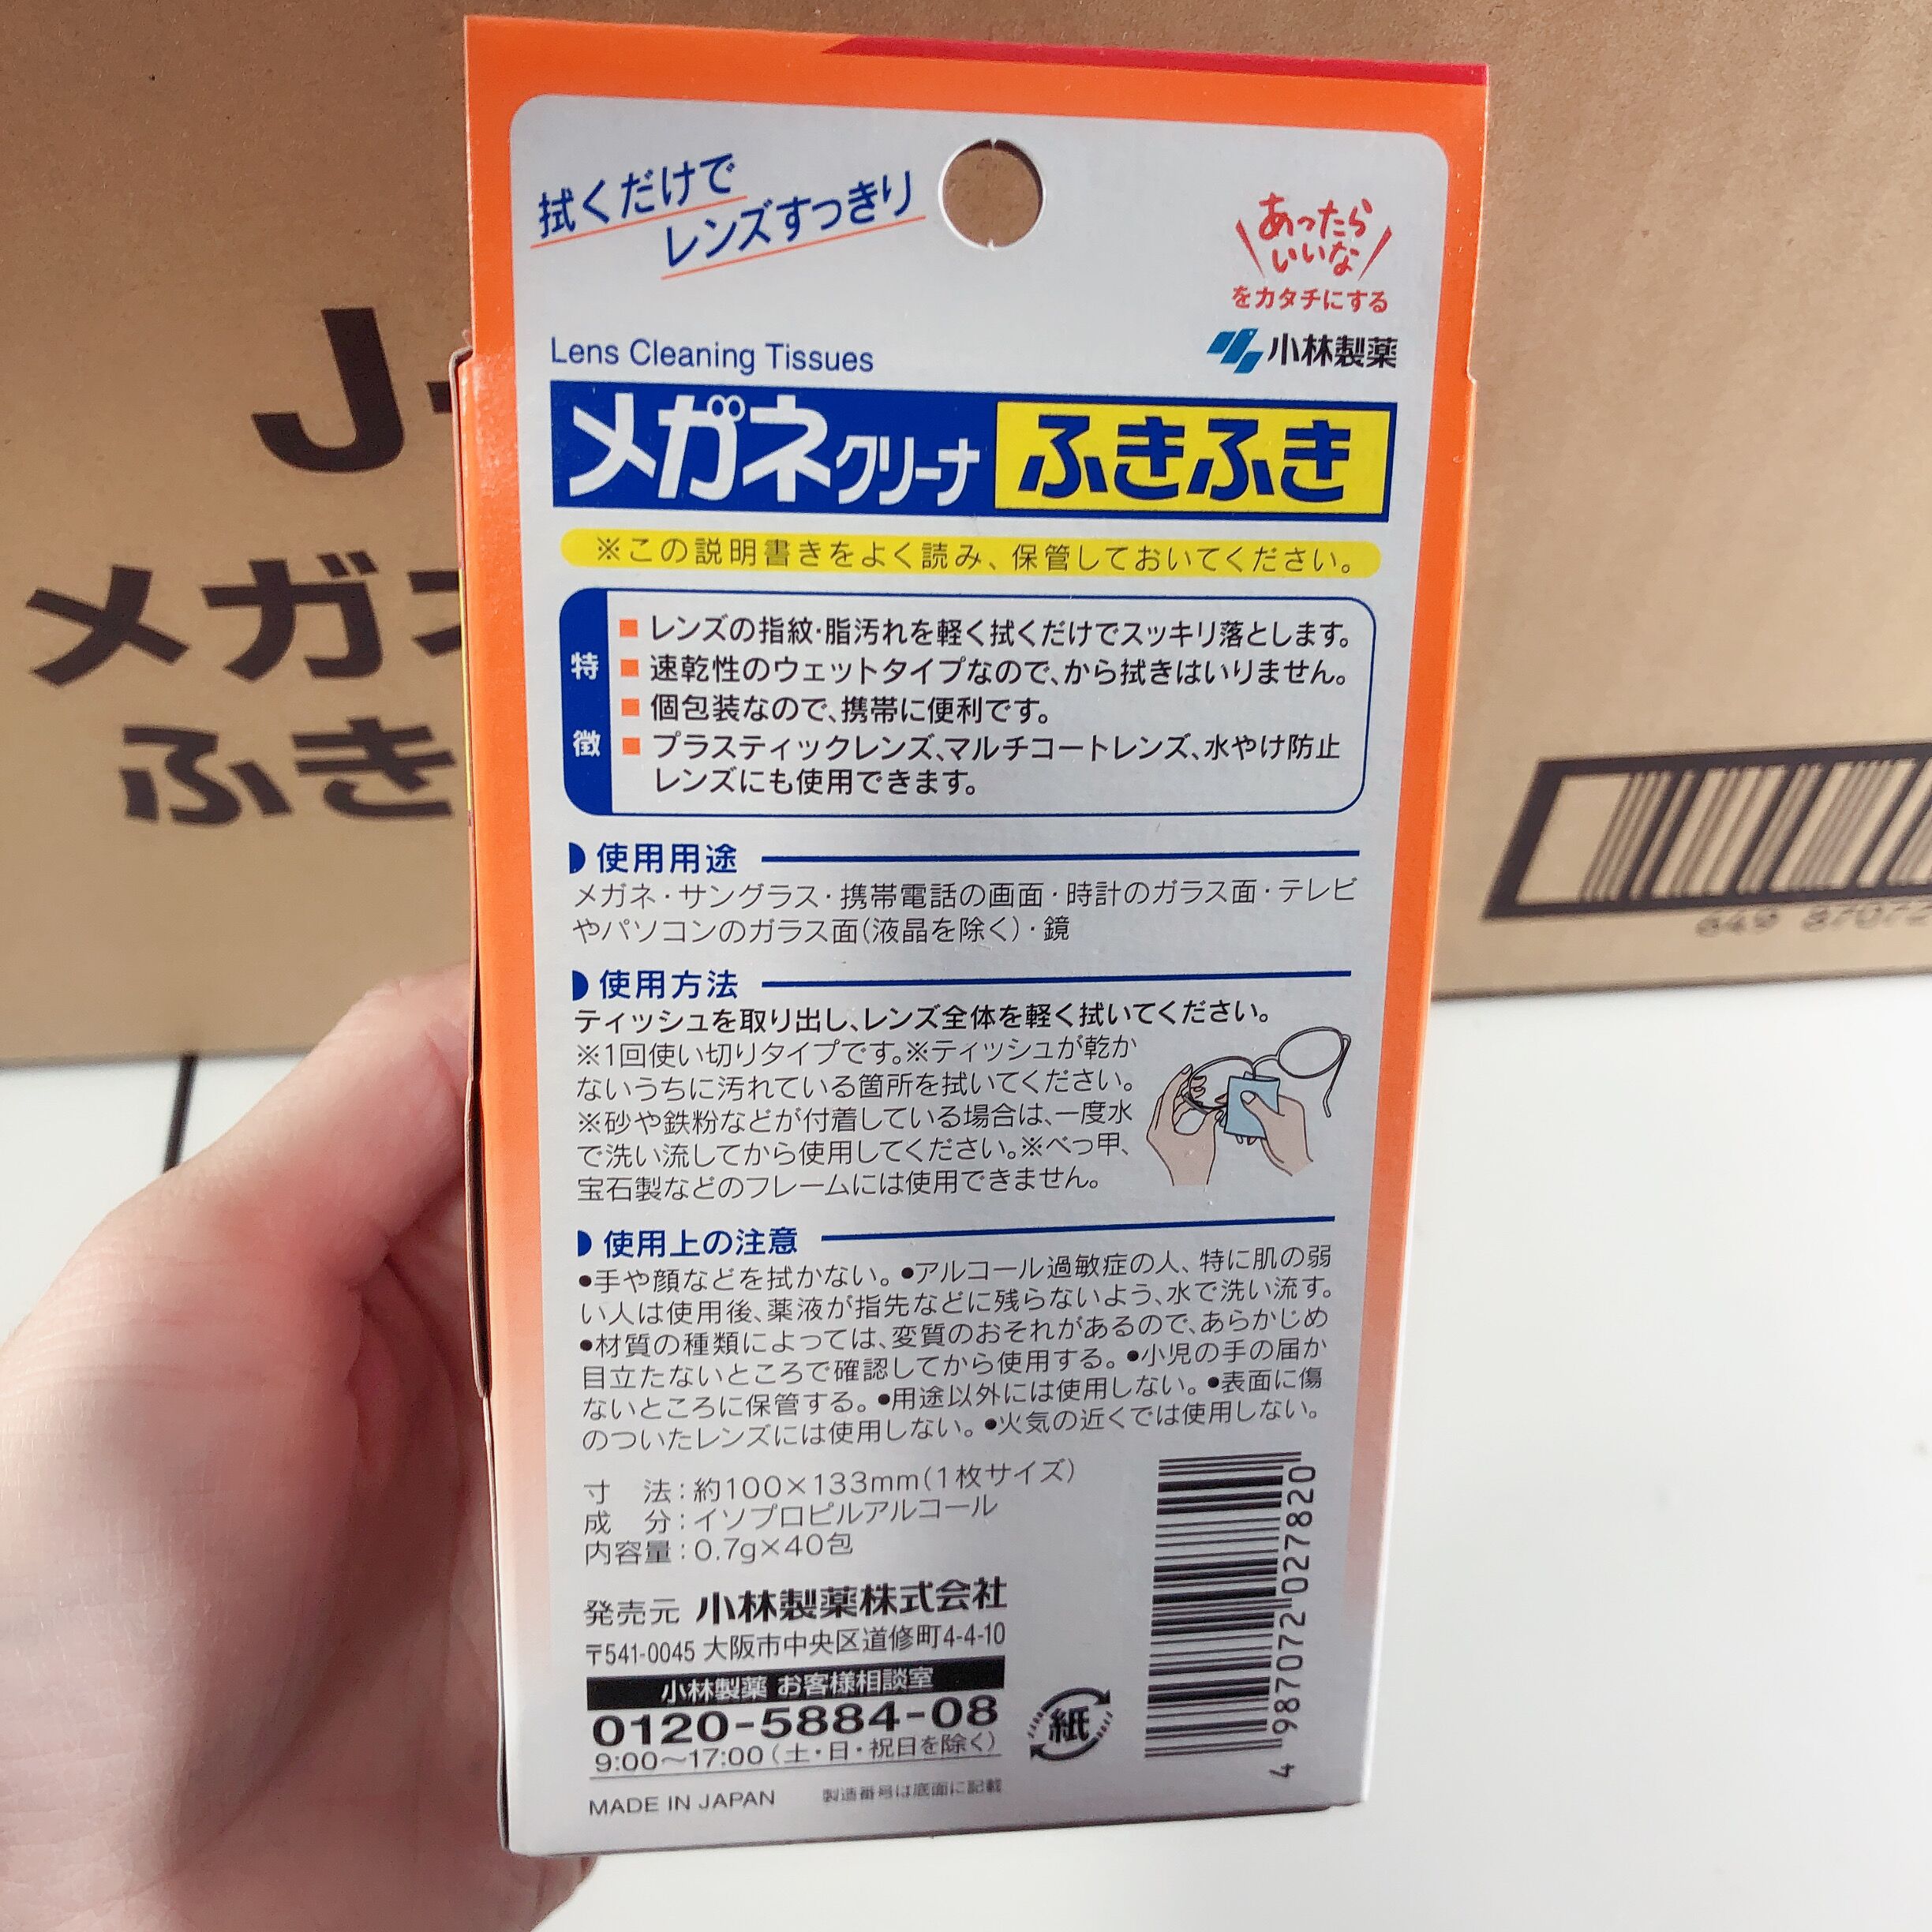 拭くだけで
レンズすっきり
あったら
いいな
をカタチにする
小林製薬
Lens Cleaning Tissues
メガネクリーナ ふきふき
※この説明書きをよく読み、保管しておいてください。
特徴
■ レンズの指紋・脂汚れを軽く拭くだけでスッキリ落とします。
■ 速乾性のウェットタイプなので、から拭きはいりません。
■ 個包装なので、携帯に便利です。
■ プラスティックレンズ、マルチコートレンズ、水やけ防止
レンズにも使用できます。
使用用途
メガネ・サングラス・携帯電話の画面・時計のガラス面・テレビ
やパソコンのガラス面(液晶を除く)・鏡
使用方法
ティッシュを取り出し、レンズ全体を軽く拭いてください。
※1回使い切りタイプです。※ティッシュが乾か
ないうちに汚れている箇所を拭いてください。
※砂や鉄粉などが付着している場合は、一度水
で洗い流してから使用してください。※べっ甲、
宝石製などのフレームには使用できません。
使用上の注意
●手や顔などを拭かない。●アルコール過敏症の人、特に肌の弱
い人は使用後、薬液が指先などに残らないよう、水で洗い流す。
●材質の種類によっては、変質のおそれがあるので、あらかじめ
目立たないところで確認してから使用する。●小児の手の届か
ないところに保管する。●用途以外には使用しない。●表面に傷
のついたレンズには使用しない。●火気の近くでは使用しない。
寸 法:約100×133mm(1枚サイズ)
成 分:イソプロピルアルコール
内容量:0.7g×40包
発売元 小林製薬株式会社
〒541-0045 大阪市中央区道修町4-4-10
小林製薬 お客様相談室
0120-5884-08
9:00～17:00(土・日・祝日を除く)
MADE IN JAPAN 製造番号は底面に記載
紙
4 987072 027820
J-
メガネ
ふき
649 87072